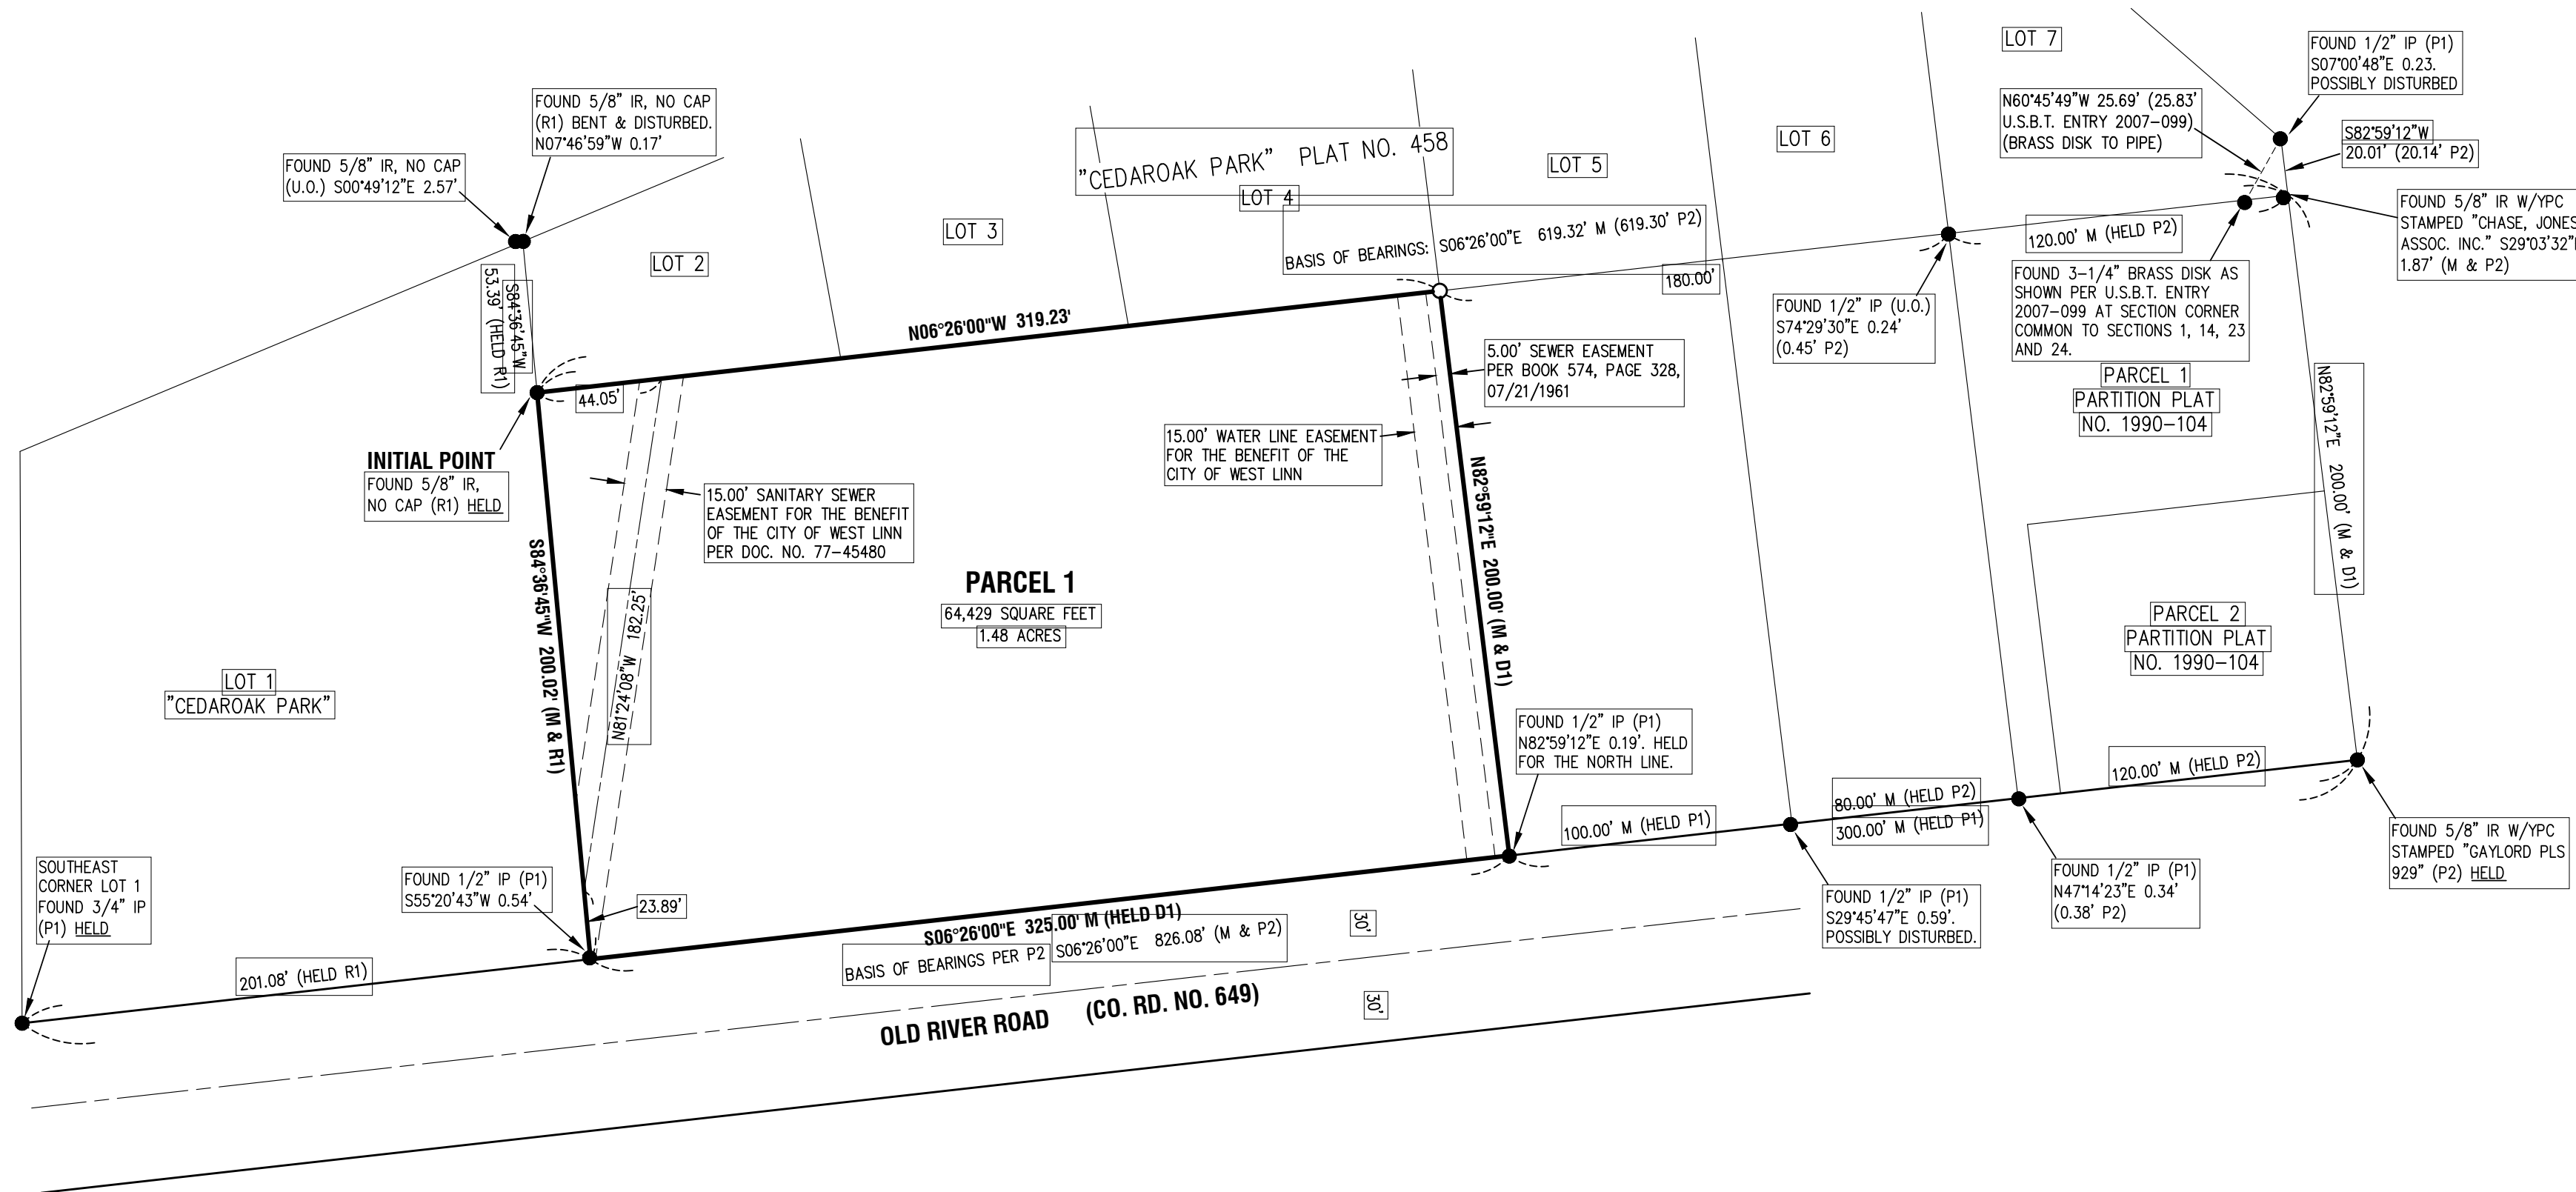 LOT 7
FOUND 1/2" IP (P1)
S07°00'48"E 0.23.
POSSIBLY DISTURBED
FOUND 5/8" IR, NO CAP
(R1) BENT & DISTURBED.
N07°46'59"W 0.17'
N60°45'49"W 25.69' (25.83'
U.S.B.T. ENTRY 2007-099)
(BRASS DISK TO PIPE)
S82°59'12"W
20.01' (20.14' P2)
FOUND 5/8" IR, NO CAP
(U.O.) S00°49'12"E 2.57'
"CEDAROAK PARK" PLAT NO. 458
LOT 6
LOT 5
LOT 4
LOT 3
LOT 2
FOUND 5/8" IR W/YPC
STAMPED "CHASE, JONES
ASSOC. INC." S29°03'32"
1.87' (M & P2)
BASIS OF BEARINGS: S06°26'00"E 619.32' M (619.30' P2)
120.00' M (HELD P2)
180.00'
S84°36'45"W
53.39' (HELD R1)
FOUND 3-1/4" BRASS DISK AS
SHOWN PER U.S.B.T. ENTRY
2007-099 AT SECTION CORNER
COMMON TO SECTIONS 1, 14, 23
AND 24.
FOUND 1/2" IP (U.O.)
S74°29'30"E 0.24'
(0.45' P2)
N06°26'00"W 319.23'
44.05'
5.00' SEWER EASEMENT
PER BOOK 574, PAGE 328,
07/21/1961
PARCEL 1
PARTITION PLAT
NO. 1990-104
N82°59'12"E 200.00' (M & D1)
15.00' WATER LINE EASEMENT
FOR THE BENEFIT OF THE
CITY OF WEST LINN
INITIAL POINT
FOUND 5/8" IR,
NO CAP (R1) HELD
15.00' SANITARY SEWER
EASEMENT FOR THE BENEFIT
OF THE CITY OF WEST LINN
PER DOC. NO. 77-45480
N82°59'12"E 200.00' (M & D1)
S84°36'45"W 200.02' (M & R1)
N81°24'08"W 182.25'
PARCEL 1
64,429 SQUARE FEET
1.48 ACRES
PARCEL 2
PARTITION PLAT
NO. 1990-104
LOT 1
"CEDAROAK PARK"
FOUND 1/2" IP (P1)
N82°59'12"E 0.19'. HELD
FOR THE NORTH LINE.
120.00' M (HELD P2)
80.00' M (HELD P2)
300.00' M (HELD P1)
100.00' M (HELD P1)
FOUND 5/8" IR W/YPC
STAMPED "GAYLORD PLS
929" (P2) HELD
SOUTHEAST
CORNER LOT 1
FOUND 3/4" IP
(P1) HELD
FOUND 1/2" IP (P1)
S55°20'43"W 0.54'
23.89'
FOUND 1/2" IP (P1)
N47°14'23"E 0.34'
(0.38' P2)
FOUND 1/2" IP (P1)
S29°45'47"E 0.59'.
POSSIBLY DISTURBED.
S06°26'00"E 325.00' M (HELD D1)
S06°26'00"E 826.08' (M & P2)
BASIS OF BEARINGS PER P2
30'
201.08' (HELD R1)
30'
OLD RIVER ROAD (CO. RD. NO. 649)